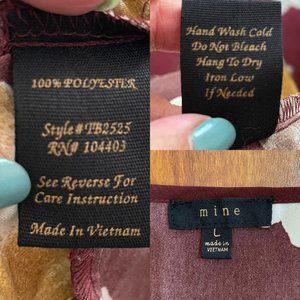 100% POLYESTER
Style# TB2525
RN# 104403
See Reverse For
Care Instruction
Made In Vietnam
Hand Wash Cold
Do Not Bleach
Hang To Dry
Iron Low
If Needed
mine
L
made in
VIETNAM